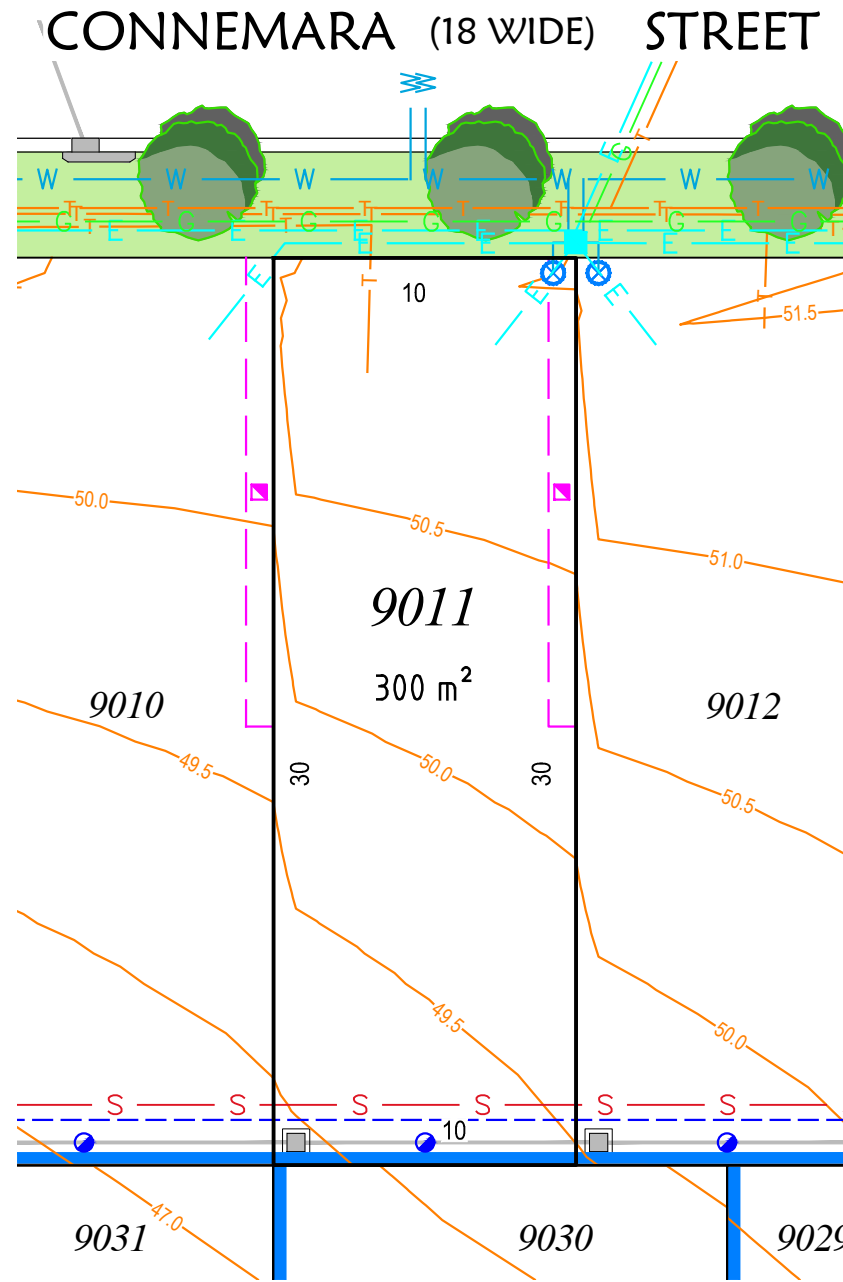 CONNEMARA (18 WIDE) STREET
E G T
W W W W W W
T T T T T T T T
G G G G G G
T E E E E E E E
E E E
E T 10 E E T
51.5
50.0
50.5
51.0
9011
300 m²
9010
9012
49.5
30
50.0
30
50.5
49.5
50.0
S S S S S S
10
47.0
9031
9030
9029